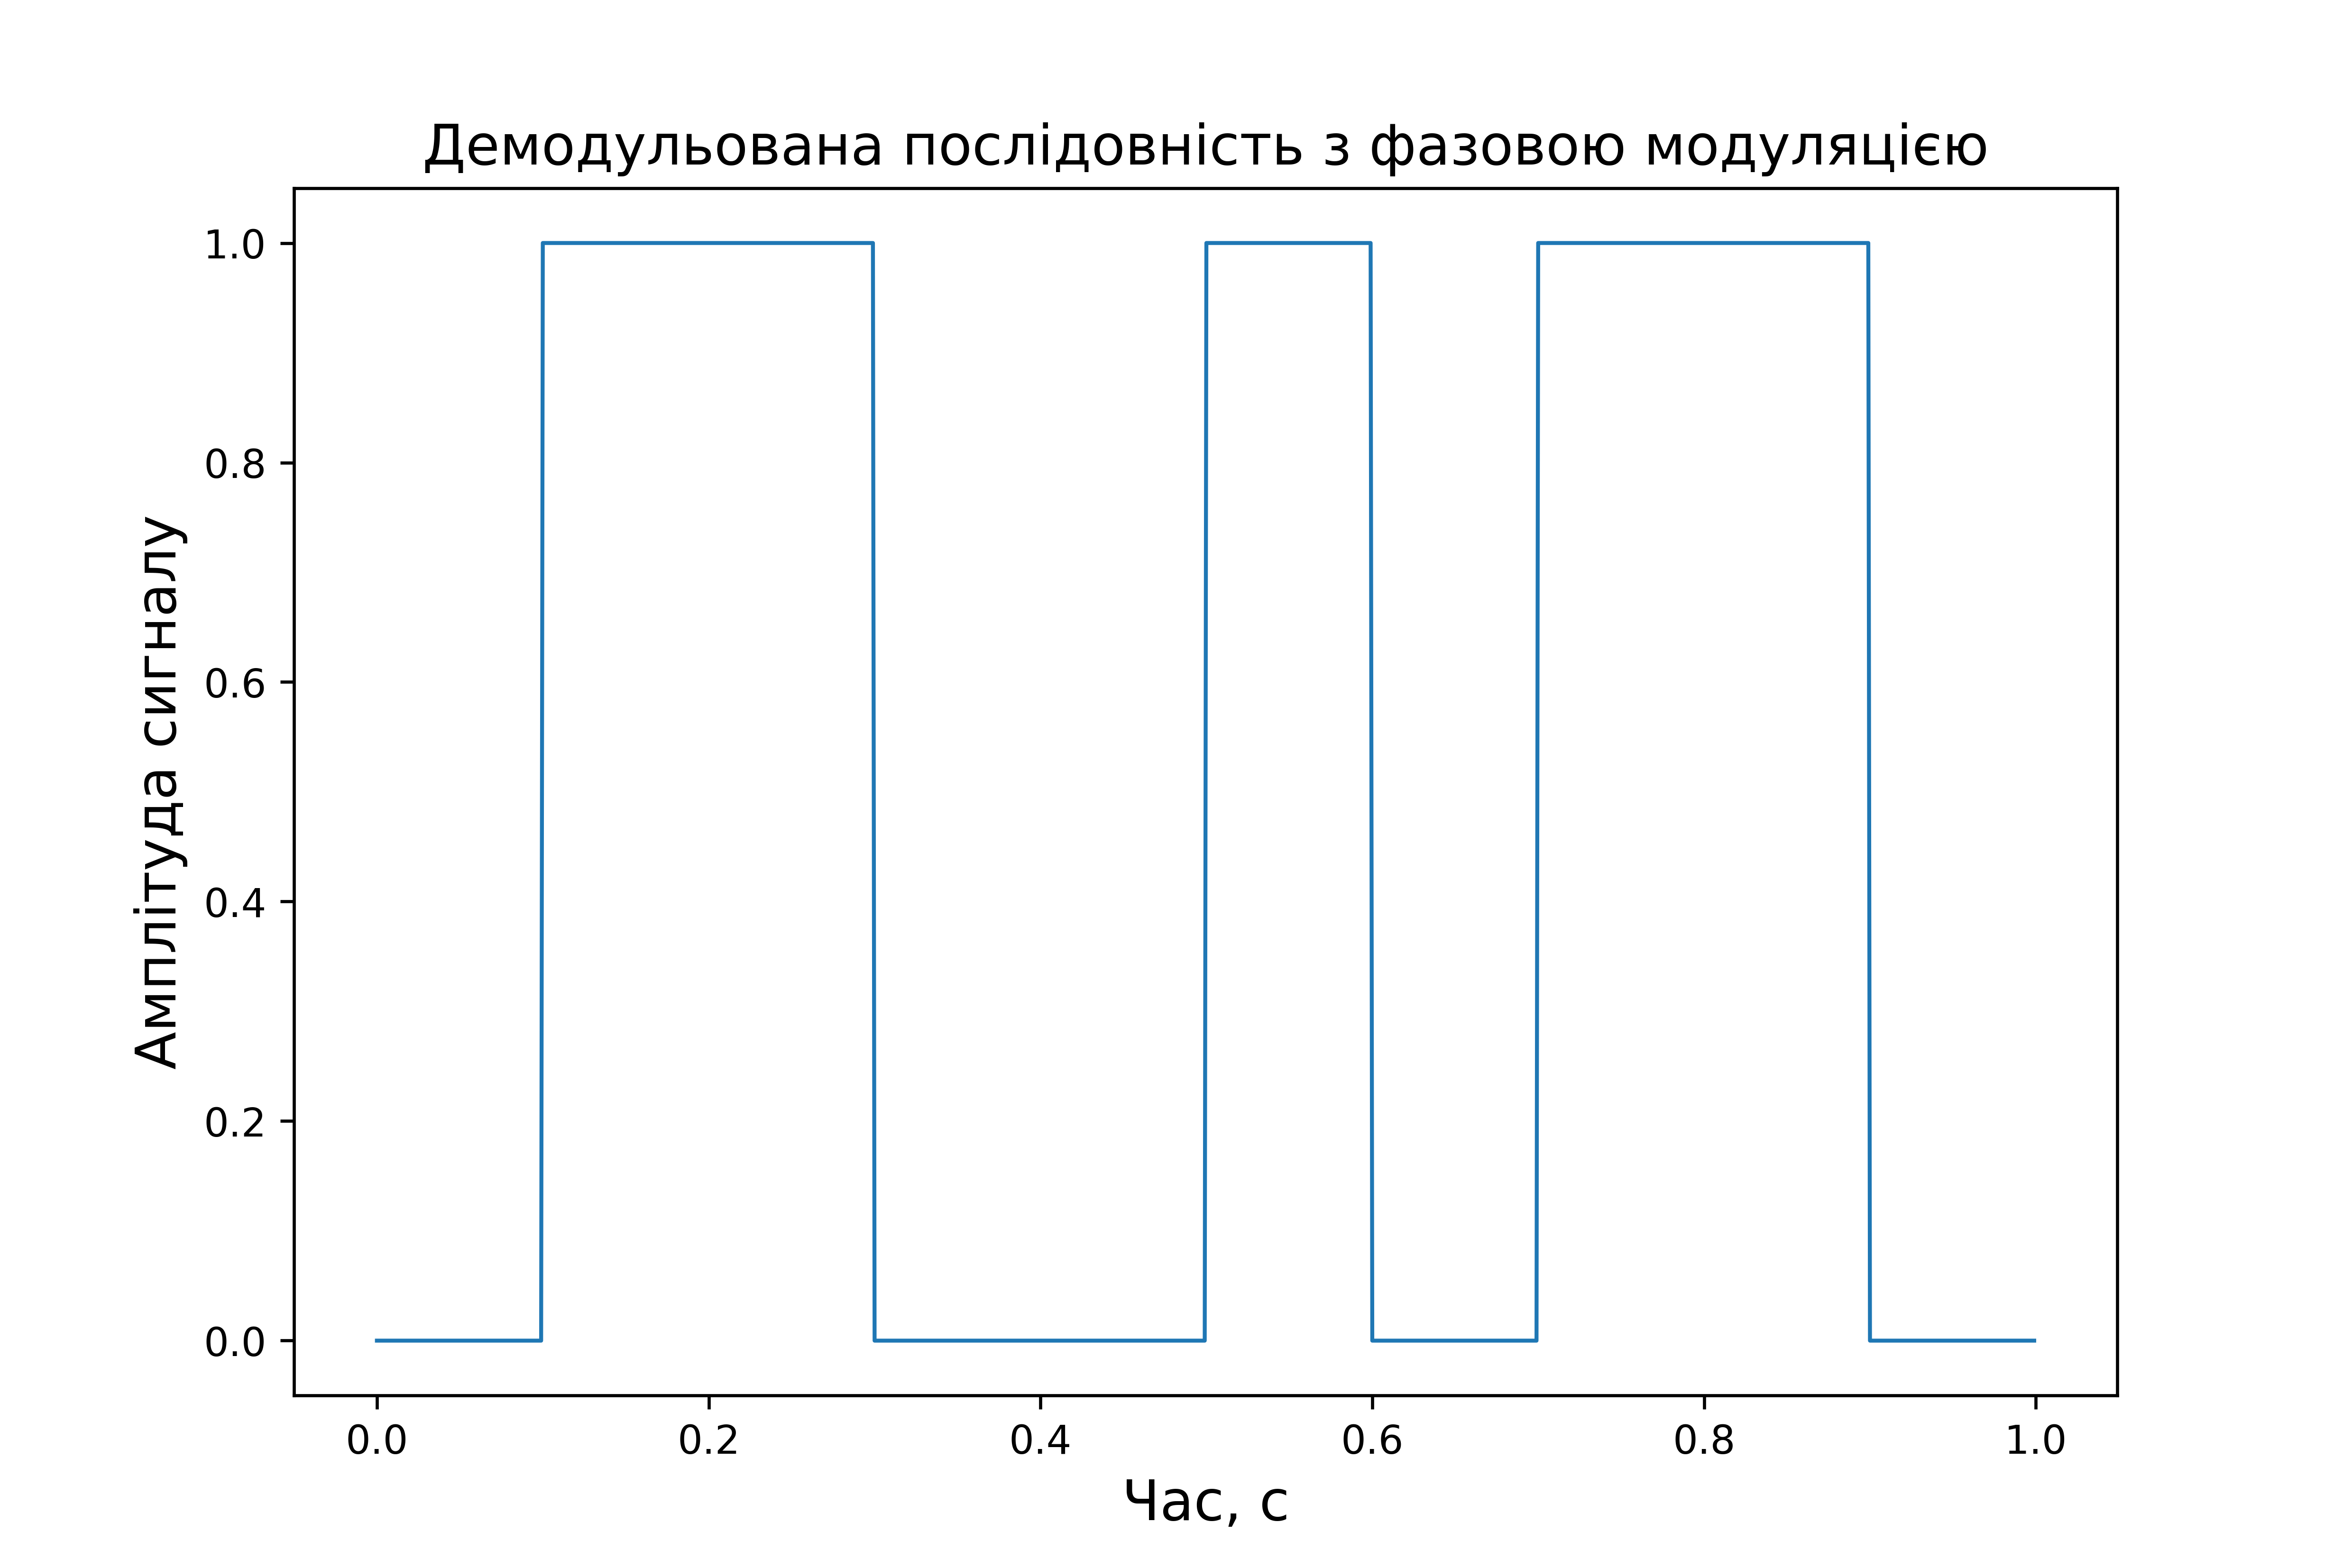 Демодульована послідовність з фазовою модуляцією
1.0
0.8
0.6
0.4
0.2
0.0
Амплітуда сигналу
0.0 0.2 0.4 0.6 0.8 1.0
Час, с